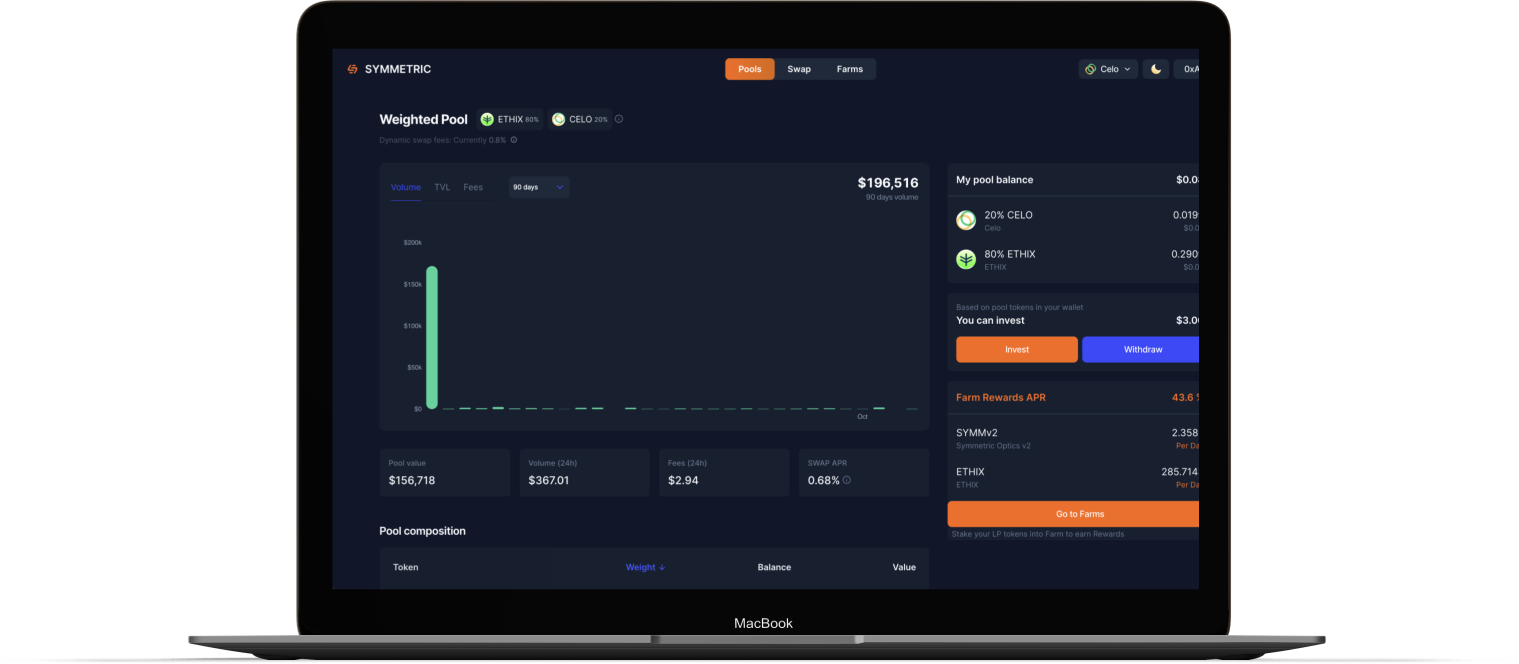 SYMMETRIC
Pools Swap Farms
Celo
0xA
Weighted Pool ETHIX 80% CELO 20%
Dynamic swap fees: Currently 0.8%
Volume TVL Fees 90 days
$196,516
90 days volume
$200k
$150k
$100k
$50k
$0
Oct
Pool value
$156,718
Volume (24h)
$367.01
Fees (24h)
$2.94
SWAP APR
0.68%
Pool composition
Token Weight ↓ Balance Value
My pool balance
20% CELO 0.019
Celo $0.0
80% ETHIX 0.290
ETHIX $0.0
Based on pool tokens in your wallet
You can invest $3.0
Invest Withdraw
Farm Rewards APR 43.6
SYMMv2 2.358
Symmetric Optics v2 Per Da
ETHIX 285.714
ETHIX Per Da
Go to Farms
Stake your LP tokens into Farm to earn Rewards
MacBook